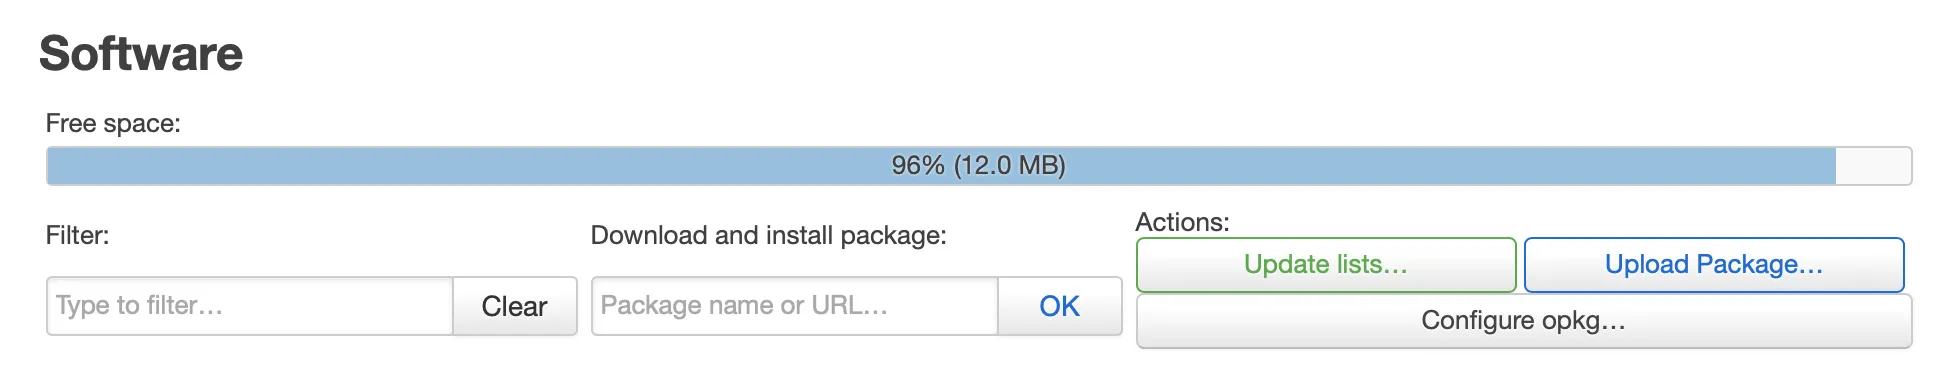 Software
Free space:
96% (12.0 MB)
Filter:
Type to filter…
Clear
Download and install package:
Package name or URL…
OK
Actions:
Update lists…
Upload Package…
Configure opkg…